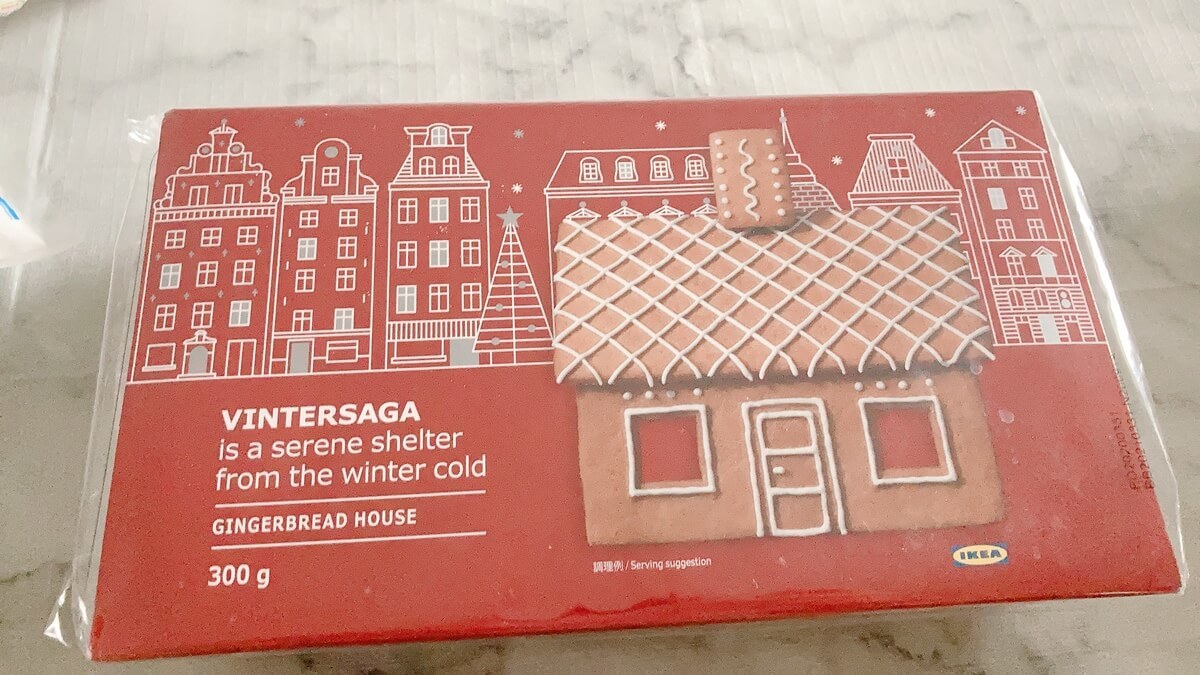 VINTERSAGA
is a serene shelter
from the winter cold
GINGERBREAD HOUSE
300 g
調理例 / Serving suggestion
IKEA